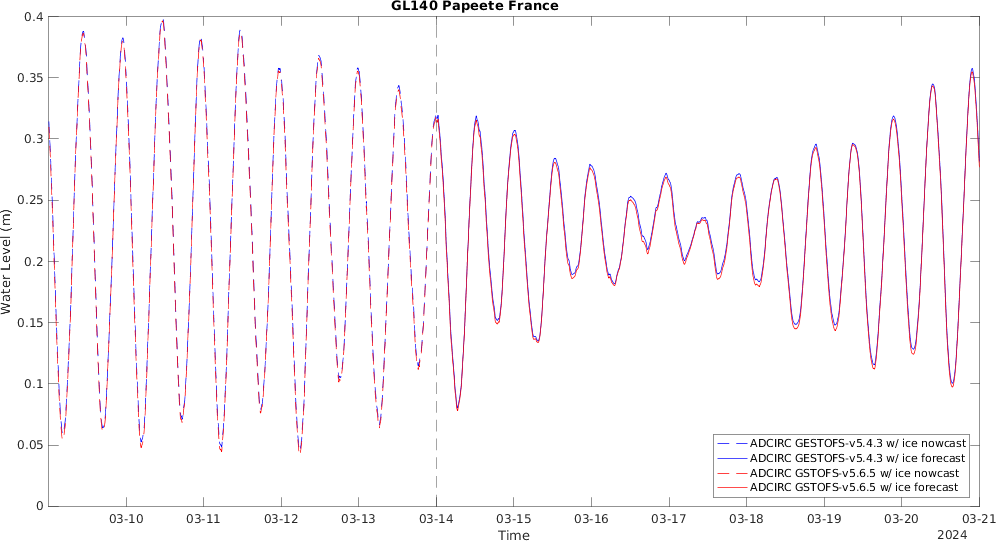 GL140 Papeete France
0.4
0.35
0.3
0.25
0.2
0.15
0.1
0.05
0
Water Level (m)
ADCIRC GESTOFS-v5.4.3 w/ ice nowcast
ADCIRC GESTOFS-v5.4.3 w/ ice forecast
ADCIRC GSTOFS-v5.6.5 w/ ice nowcast
ADCIRC GSTOFS-v5.6.5 w/ ice forecast
03-10 03-11 03-12 03-13 03-14 03-15 03-16 03-17 03-18 03-19 03-20 03-21
Time
2024